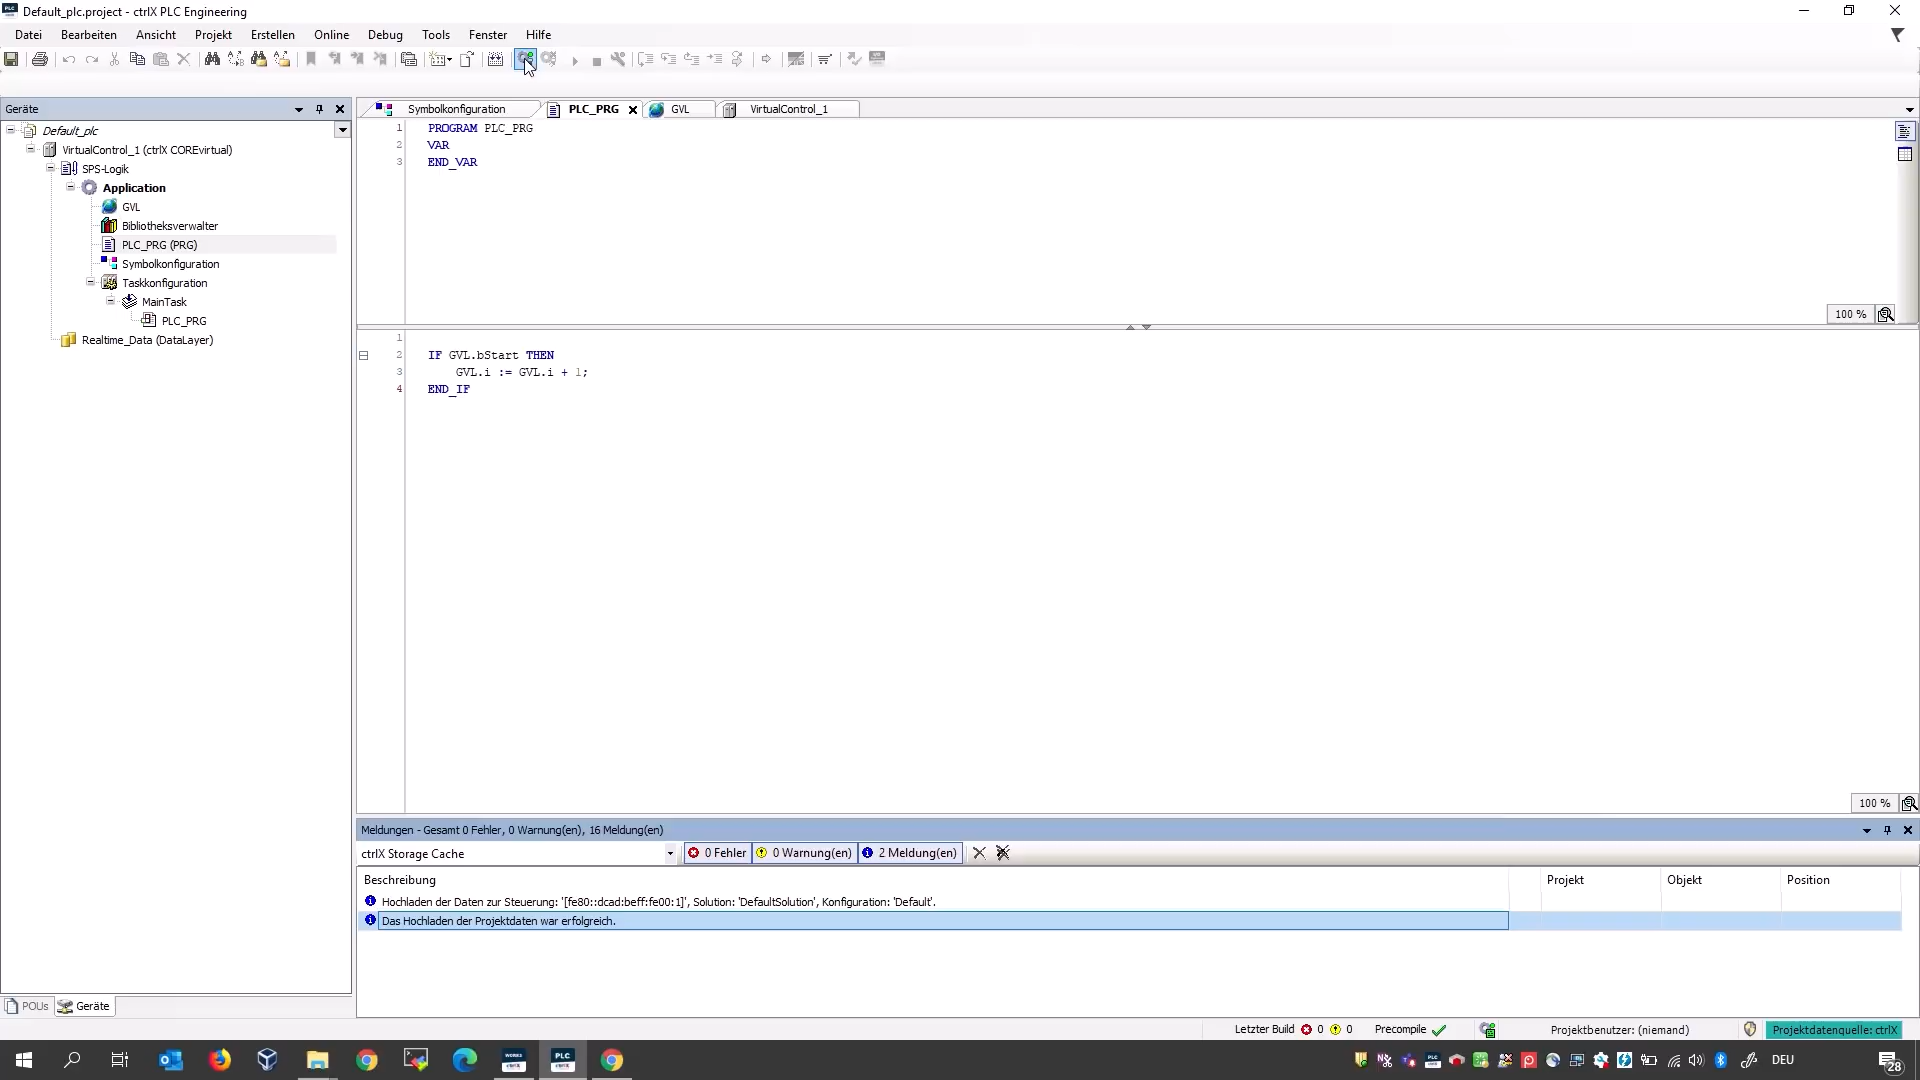 Default_plc.project - ctrlX PLC Engineering
Datei Bearbeiten Ansicht Projekt Erstellen Online Debug Tools Fenster Hilfe
Geräte
Default_plc
VirtualControl_1 (ctrlX COREvirtual)
SPS-Logik
Application
GVL
Bibliotheksverwalter
PLC_PRG (PRG)
Symbolkonfiguration
Taskkonfiguration
MainTask
PLC_PRG
Realtime_Data (DataLayer)
POUs Geräte
Symbolkonfiguration PLC_PRG GVL VirtualControl_1
1 PROGRAM PLC_PRG
2 VAR
3 END_VAR
100 %
1
2 IF GVL.bStart THEN
3 GVL.i := GVL.i + 1;
4 END_IF
100 %
Meldungen - Gesamt 0 Fehler, 0 Warnung(en), 16 Meldung(en)
ctrlX Storage Cache 0 Fehler 0 Warnung(en) 2 Meldung(en)
Beschreibung Projekt Objekt Position
Hochladen der Daten zur Steuerung: '[fe80::dcad:beff:fe00:1]', Solution: 'DefaultSolution', Konfiguration: 'Default'.
Das Hochladen der Projektdaten war erfolgreich.
Letzter Build 0 0 Precompile Projektbenutzer: (niemand) Projektdatenquelle: ctrlX
DEU 28